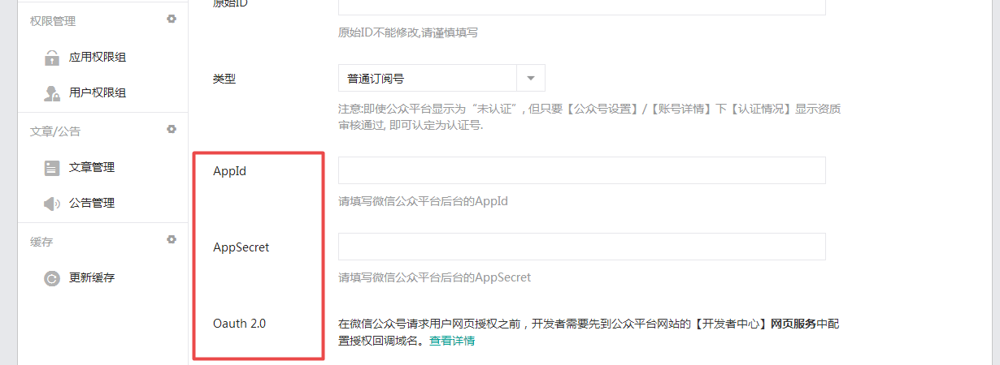 原始ID
权限管理
原始ID不能修改,请谨慎填写
应用权限组
类型
普通订阅号
用户权限组
注意:即使公众平台显示为“未认证”, 但只要【公众号设置】/【账号详情】下【认证情况】显示资质
审核通过, 即可认定为认证号.
文章/公告
文章管理
AppId
公告管理
请填写微信公众平台后台的AppId
缓存
AppSecret
更新缓存
请填写微信公众平台后台的AppSecret
Oauth 2.0
在微信公众号请求用户网页授权之前，开发者需要先到公众平台网站的【开发者中心】网页服务中配
置授权回调域名。查看详情